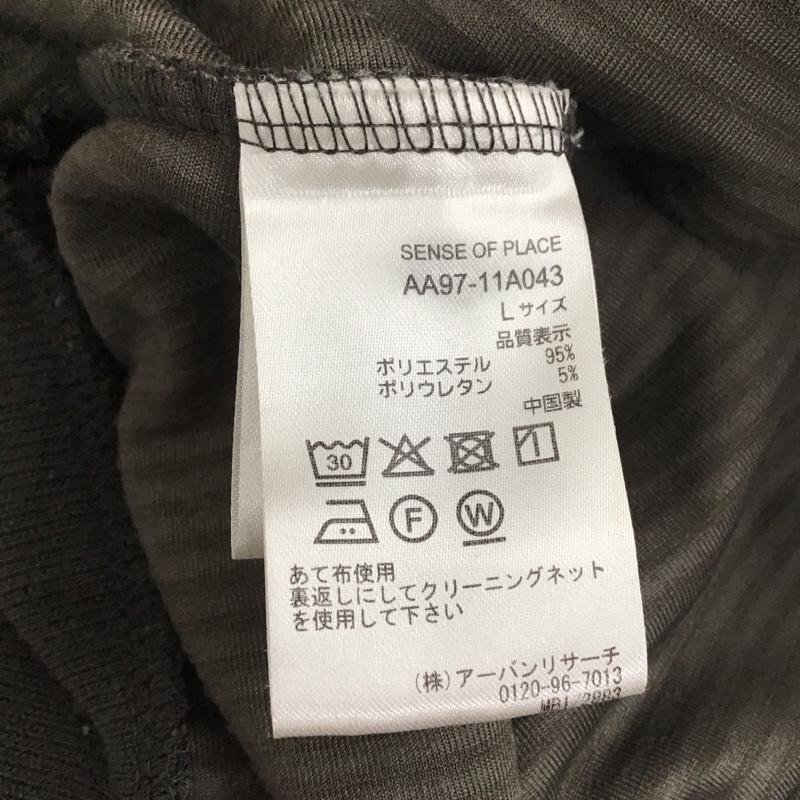 SENSE OF PLACE
AA97-11A043
Lサイズ
品質表示
ポリエステル 95%
ポリウレタン 5%
中国製
30
F W
あて布使用
裏返しにしてクリーニングネット
を使用して下さい
(株)アーバンリサーチ
0120-96-7013